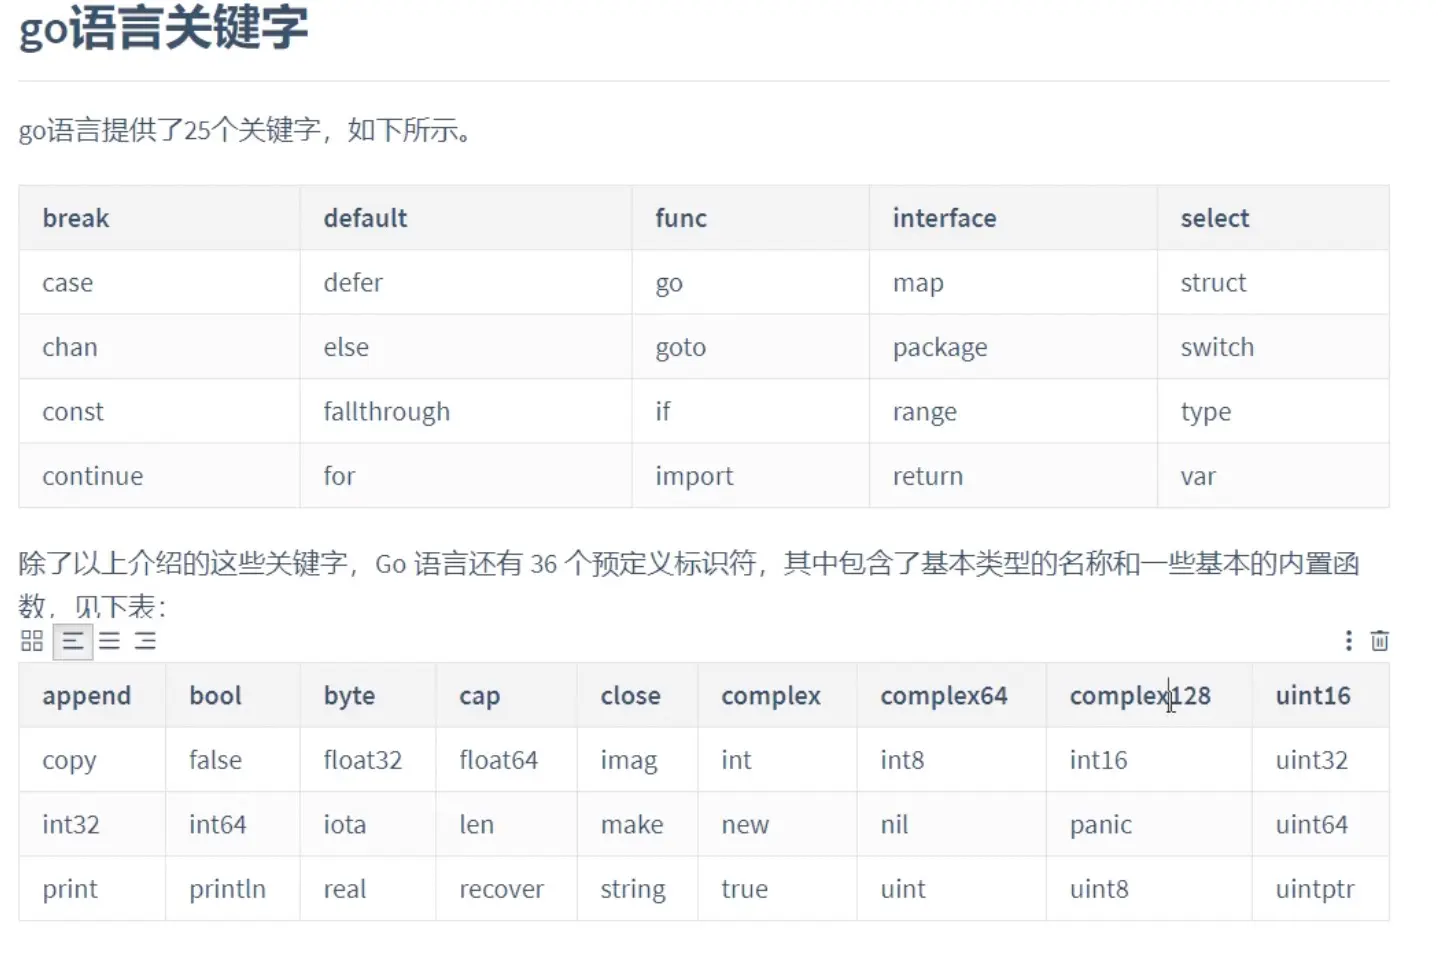 go语言关键字
go语言提供了25个关键字，如下所示。
break default func interface select
case defer go map struct
chan else goto package switch
const fallthrough if range type
continue for import return var
除了以上介绍的这些关键字，Go 语言还有 36 个预定义标识符，其中包含了基本类型的名称和一些基本的内置函
数，见下表：
append bool byte cap close complex complex64 complex128 uint16
copy false float32 float64 imag int int8 int16 uint32
int32 int64 iota len make new nil panic uint64
print println real recover string true uint uint8 uintptr